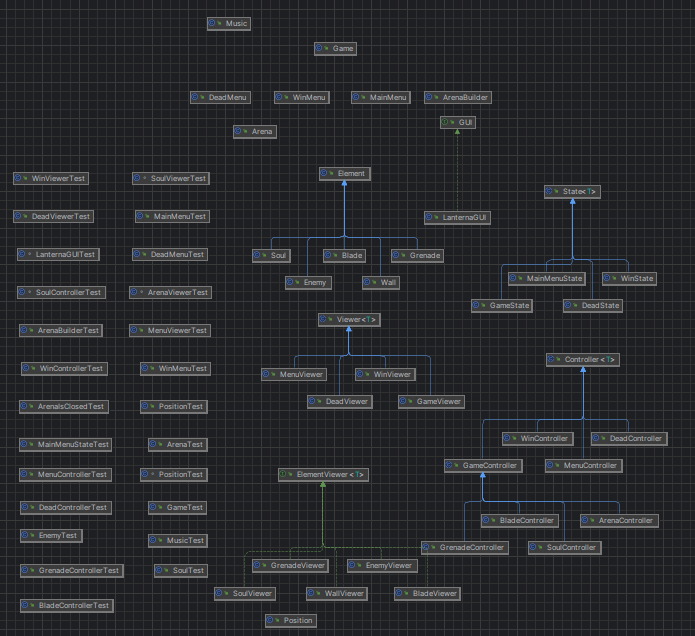 Music
Game
DeadMenu
WinMenu
MainMenu
ArenaBuilder
GUI
Arena
Element
WinViewerTest
SoulViewerTest
State<T>
DeadViewerTest
MainMenuTest
LanternaGUI
LanternaGUITest
DeadMenuTest
Soul
Blade
Grenade
Enemy
Wall
MainMenuState
WinState
SoulControllerTest
ArenaViewerTest
GameState
DeadState
Viewer<T>
ArenaBuilderTest
MenuViewerTest
Controller<T>
WinControllerTest
WinMenuTest
MenuViewer
WinViewer
DeadViewer
GameViewer
ArenaIsClosedTest
PositionTest
WinController
DeadController
MainMenuStateTest
ArenaTest
GameController
MenuController
MenuControllerTest
PositionTest
ElementViewer<T>
DeadControllerTest
GameTest
BladeController
ArenaController
EnemyTest
MusicTest
GrenadeController
SoulController
GrenadeControllerTest
SoulTest
GrenadeViewer
EnemyViewer
SoulViewer
WallViewer
BladeViewer
BladeControllerTest
Position